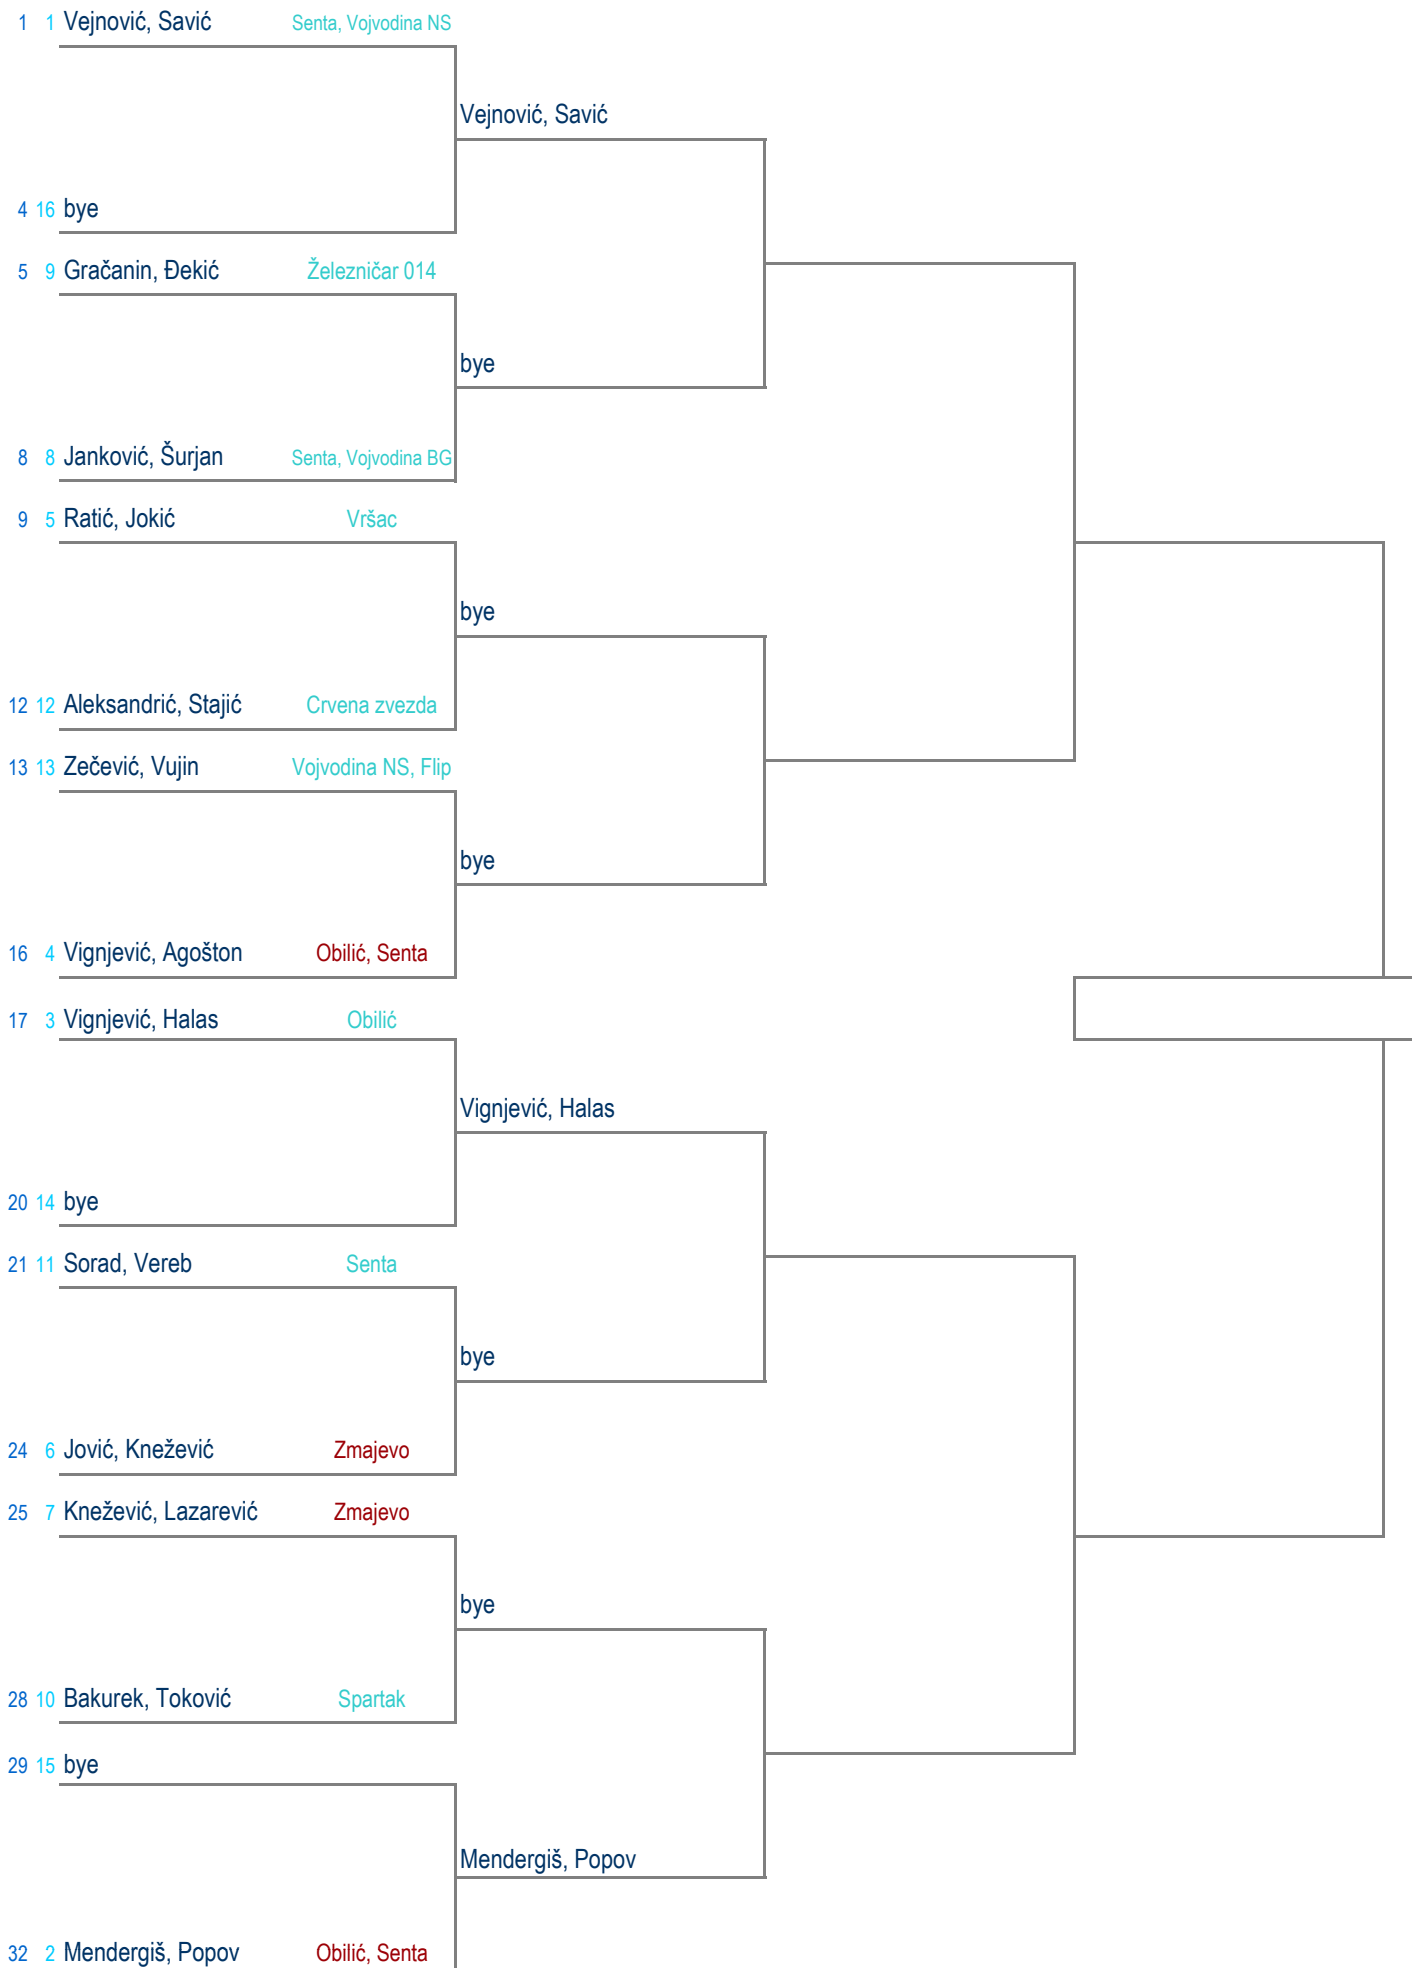 1 1 Vejnović, Savić Senta, Vojvodina NS
Vejnović, Savić
4 16 bye
5 9 Gračanin, Đekić Železničar 014
bye
8 8 Janković, Šurjan Senta, Vojvodina BG
9 5 Ratić, Jokić Vršac
bye
12 12 Aleksandrić, Stajić Crvena zvezda
13 13 Zečević, Vujin Vojvodina NS, Flip
bye
16 4 Vignjević, Agošton Obilić, Senta
17 3 Vignjević, Halas Obilić
Vignjević, Halas
20 14 bye
21 11 Sorad, Vereb Senta
bye
24 6 Jović, Knežević Zmajevo
25 7 Knežević, Lazarević Zmajevo
bye
28 10 Bakurek, Toković Spartak
29 15 bye
Mendergiš, Popov
32 2 Mendergiš, Popov Obilić, Senta